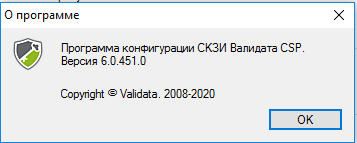 О программе
Программа конфигурации СКЗИ Валидата CSP.
Версия 6.0.451.0
Copyright © Validata. 2008-2020
OK